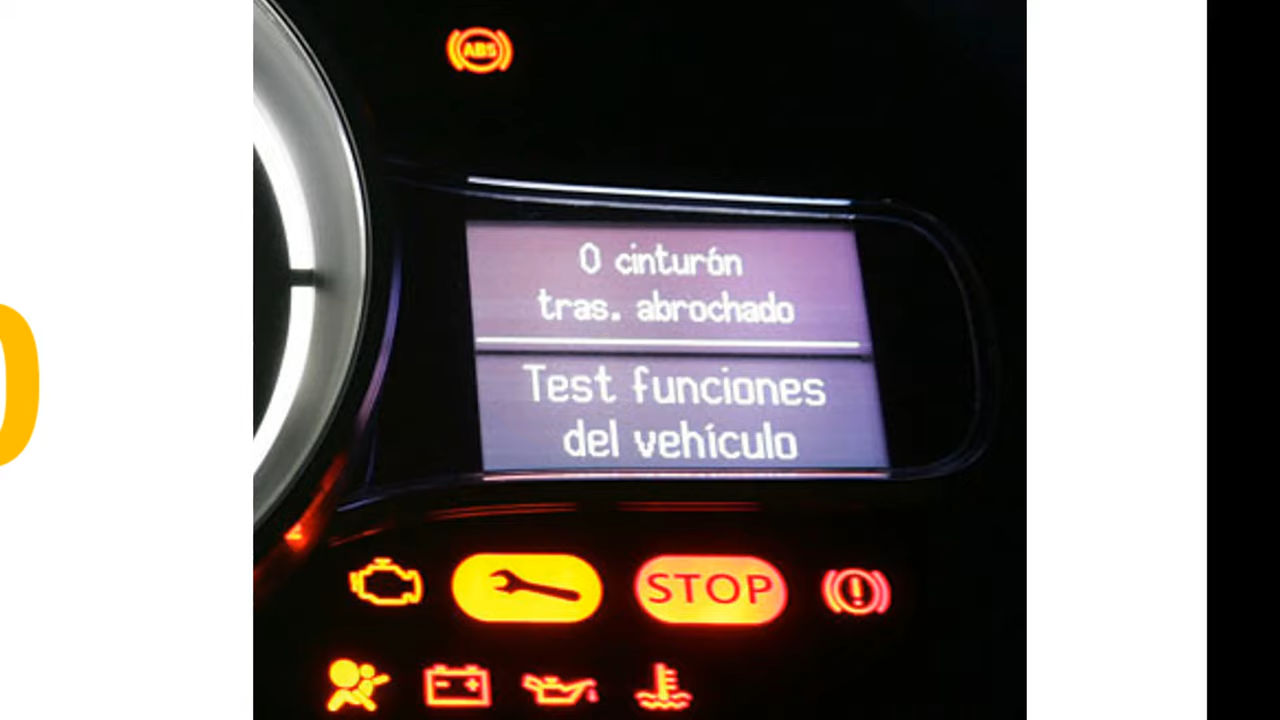 ABS
0 cinturón
tras. abrochado
Test funciones
del vehículo
STOP